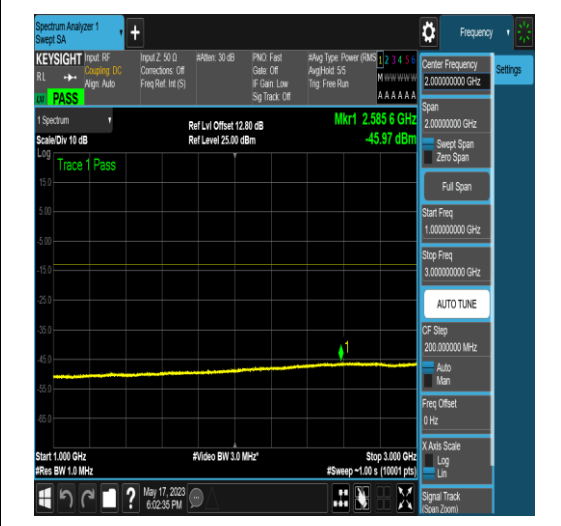 Spectrum Analyzer 1
Swept SA
Frequency
KEYSIGHT
RL
Input: RF
Coupling: DC
Align: Auto
Input Z: 50 Ω
Corrections: Off
Freq Ref: Int (S)
#Atten: 30 dB
PNO: Fast
Gate: Off
IF Gain: Low
Sig Track: Off
#Avg Type: Power (RMS
Avg|Hold: 5/5
Trig: Free Run
1 2 3 4 5 6
M W W W W W
A A A A A A
PASS
Center Frequency
2.000000000 GHz
Settings
Span
2.00000000 GHz
Swept Span
Zero Span
Full Span
Start Freq
1.000000000 GHz
Stop Freq
3.000000000 GHz
AUTO TUNE
CF Step
200.000000 MHz
Auto
Man
Freq Offset
0 Hz
X Axis Scale
Log
Lin
Signal Track
(Span Zoom)
1 Spectrum
Scale/Div 10 dB
Ref Lvl Offset 12.80 dB
Ref Level 25.00 dBm
Mkr1 2.585 6 GHz
-45.97 dBm
Log
Trace 1 Pass
15.0
5.00
-5.00
-15.0
-25.0
-35.0
-45.0
-55.0
-65.0
1
Start 1.000 GHz
#Res BW 1.0 MHz
#Video BW 3.0 MHz*
Stop 3.000 GHz
#Sweep ~1.00 s (10001 pts)
?
May 17, 2023
6:02:35 PM